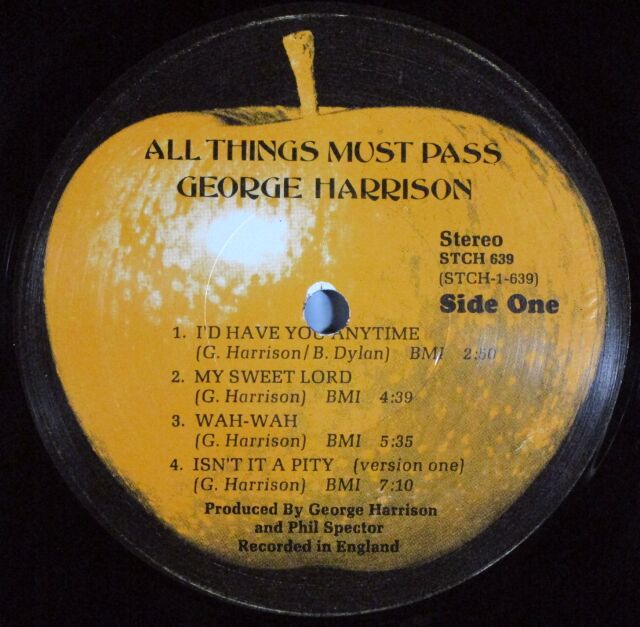 ALL THINGS MUST PASS
GEORGE HARRISON
Stereo
STCH 639
(STCH-1-639)
Side One
1. I'D HAVE YOU ANYTIME
(G. Harrison/B. Dylan) BMI 2:50
2. MY SWEET LORD
(G. Harrison) BMI 4:39
3. WAH-WAH
(G. Harrison) BMI 5:35
4. ISN'T IT A PITY (version one)
(G. Harrison) BMI 7:10
Produced By George Harrison
and Phil Spector
Recorded in England